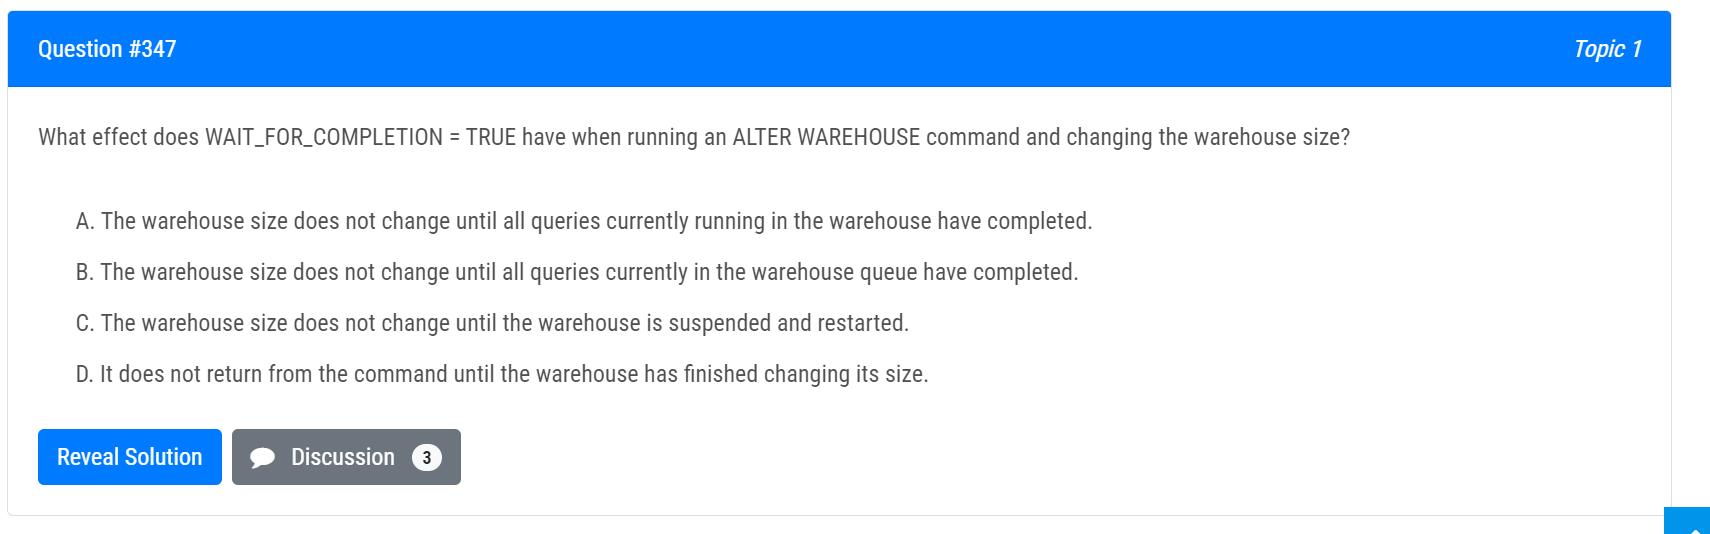 Question #347
Topic 1
What effect does WAIT_FOR_COMPLETION = TRUE have when running an ALTER WAREHOUSE command and changing the warehouse size?
A. The warehouse size does not change until all queries currently running in the warehouse have completed.
B. The warehouse size does not change until all queries currently in the warehouse queue have completed.
C. The warehouse size does not change until the warehouse is suspended and restarted.
D. It does not return from the command until the warehouse has finished changing its size.
Reveal Solution
Discussion 3